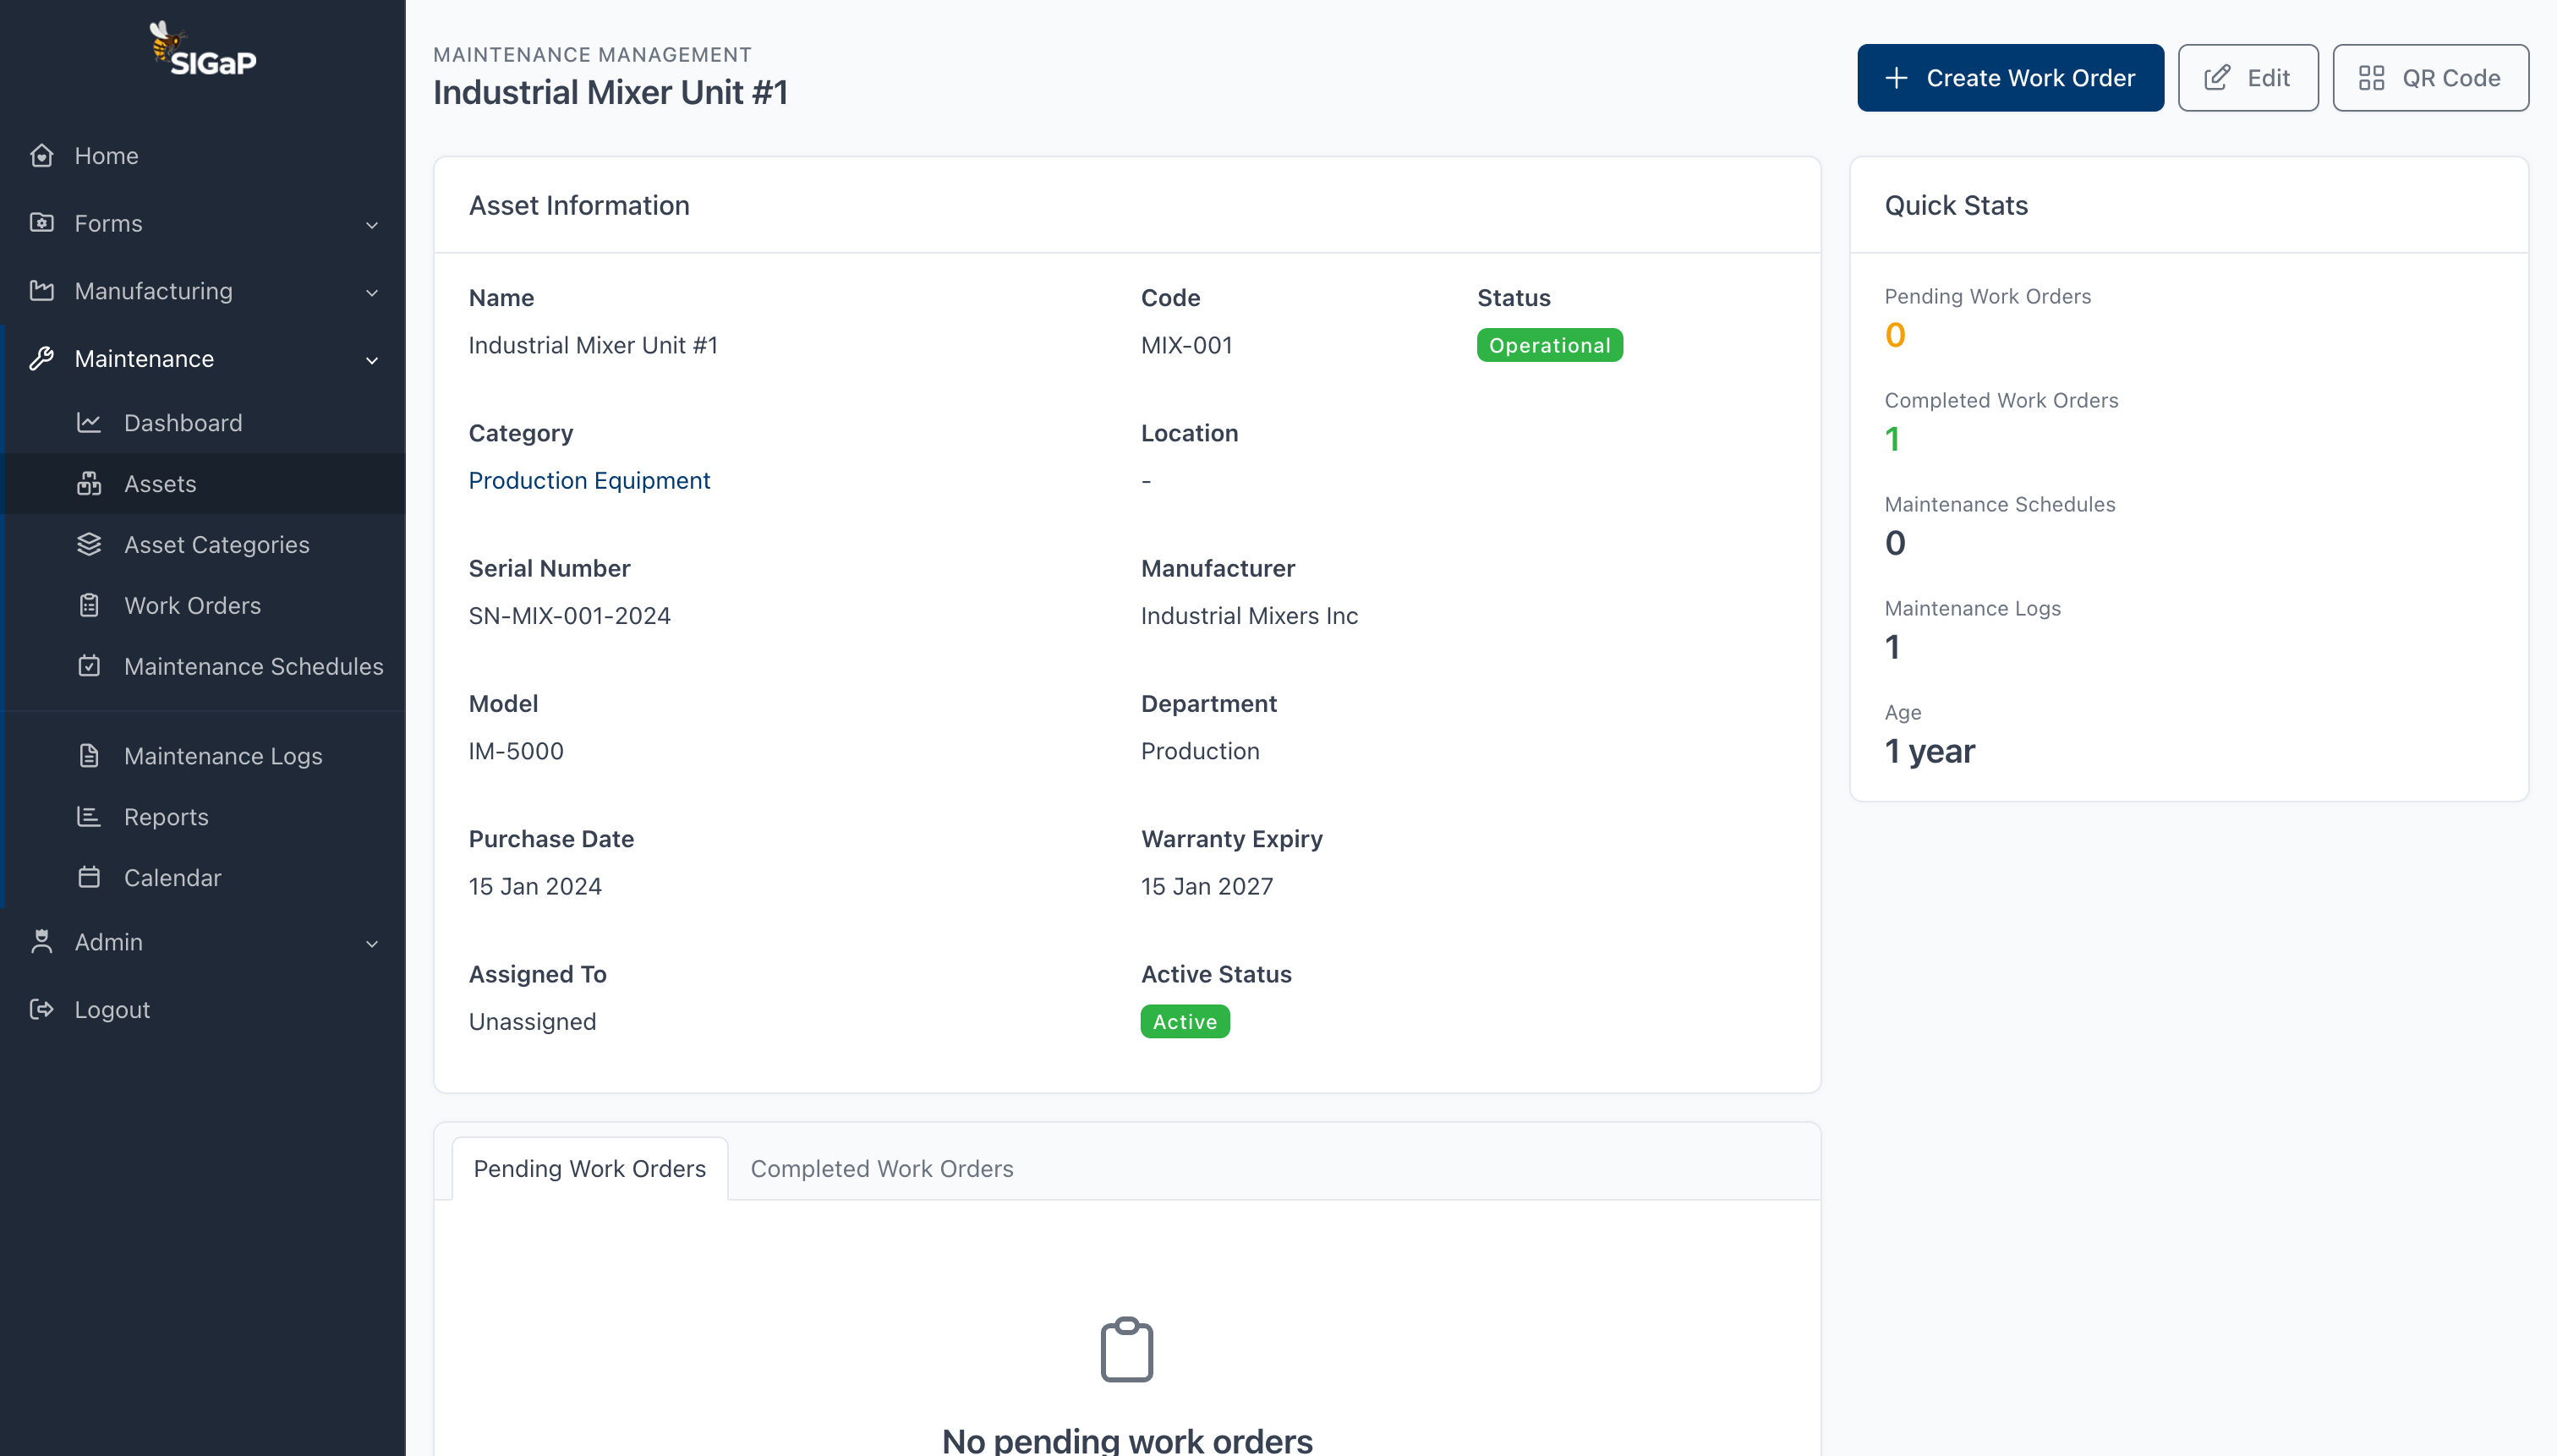 SIGaP
Home
Forms
Manufacturing
Maintenance
Dashboard
Assets
Asset Categories
Work Orders
Maintenance Schedules
Maintenance Logs
Reports
Calendar
Admin
Logout
MAINTENANCE MANAGEMENT
Industrial Mixer Unit #1
Create Work Order
Edit
QR Code
Asset Information
Name
Code
Status
Industrial Mixer Unit #1
MIX-001
Operational
Category
Location
Production Equipment
-
Serial Number
Manufacturer
SN-MIX-001-2024
Industrial Mixers Inc
Model
Department
IM-5000
Production
Purchase Date
Warranty Expiry
15 Jan 2024
15 Jan 2027
Assigned To
Active Status
Unassigned
Active
Quick Stats
Pending Work Orders
0
Completed Work Orders
1
Maintenance Schedules
0
Maintenance Logs
1
Age
1 year
Pending Work Orders
Completed Work Orders
No pending work orders